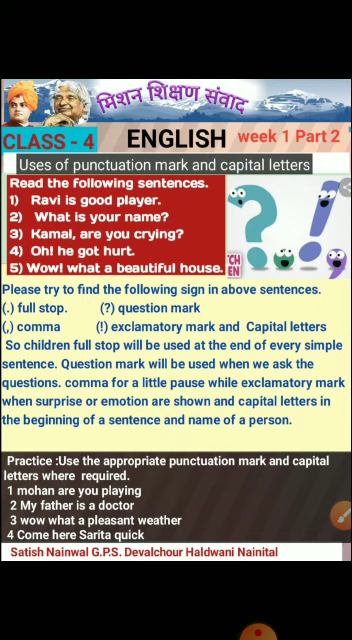 मिशन शिक्षण संवाद
CLASS - 4 ENGLISH week 1 Part 2
Uses of punctuation mark and capital letters
Read the following sentences.
1) Ravi is good player.
2) What is your name?
3) Kamal, are you crying?
4) Oh! he got hurt.
5) Wow! what a beautiful house.
Please try to find the following sign in above sentences.
(.) full stop. (?) question mark
(,) comma (!) exclamatory mark and Capital letters
So children full stop will be used at the end of every simple
sentence. Question mark will be used when we ask the
questions. comma for a little pause while exclamatory mark
when surprise or emotion are shown and capital letters in
the beginning of a sentence and name of a person.
Practice :Use the appropriate punctuation mark and capital
letters where required.
1 mohan are you playing
2 My father is a doctor
3 wow what a pleasant weather
4 Come here Sarita quick
Satish Nainwal G.P.S. Devalchour Haldwani Nainital